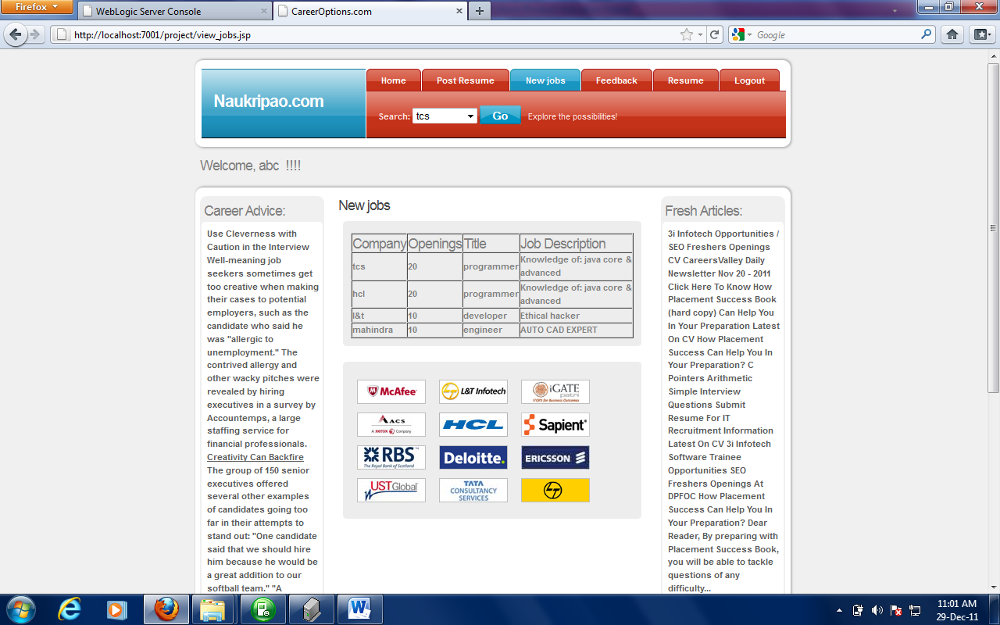 Firefox
WebLogic Server Console
CareerOptions.com
http://localhost:7001/project/view_jobs.jsp
Google
Naukripao.com
Home
Post Resume
New jobs
Feedback
Resume
Logout
Search: tcs Go Explore the possibilities!
Welcome, abc !!!!
Career Advice:
Use Cleverness with
Caution in the Interview
Well-meaning job
seekers sometimes get
too creative when making
their cases to potential
employers, such as the
candidate who said he
was "allergic to
unemployment." The
contrived allergy and
other wacky pitches were
revealed by hiring
executives in a survey by
Accountemps, a large
staffing service for
financial professionals.
Creativity Can Backfire
The group of 150 senior
executives offered
several other examples
of candidates going too
far in their attempts to
stand out: "One candidate
said that we should hire
him because he would be
a great addition to our
softball team." "A
New jobs
Company Openings Title Job Description
tcs 20 programmer Knowledge of: java core &
advanced
hcl 20 programmer Knowledge of: java core &
advanced
l&t 10 developer Ethical hacker
mahindra 10 engineer AUTO CAD EXPERT
McAfee
L&T Infotech
iGATE
patni
iTOPS for Business Outcomes
ACS
A xerox Company
HCL
Sapient
RBS
The Royal Bank of Scotland
Deloitte.
ERICSSON
UST Global
TATA
CONSULTANCY
SERVICES
Fresh Articles:
3i Infotech Opportunities /
SEO Freshers Openings
CV CareersValley Daily
Newsletter Nov 20 - 2011
Click Here To Know How
Placement Success Book
(hard copy) Can Help You
In Your Preparation Latest
On CV How Placement
Success Can Help You In
Your Preparation? C
Pointers Arithmetic
Simple Interview
Questions Submit
Resume For IT
Recruitment Information
Latest On CV 3i Infotech
Software Trainee
Opportunities SEO
Freshers Openings At
DPFOC How Placement
Success Can Help You In
Your Preparation? Dear
Reader, By preparing with
Placement Success Book,
you will be able to tackle
questions of any
difficulty...
11:01 AM
29-Dec-11